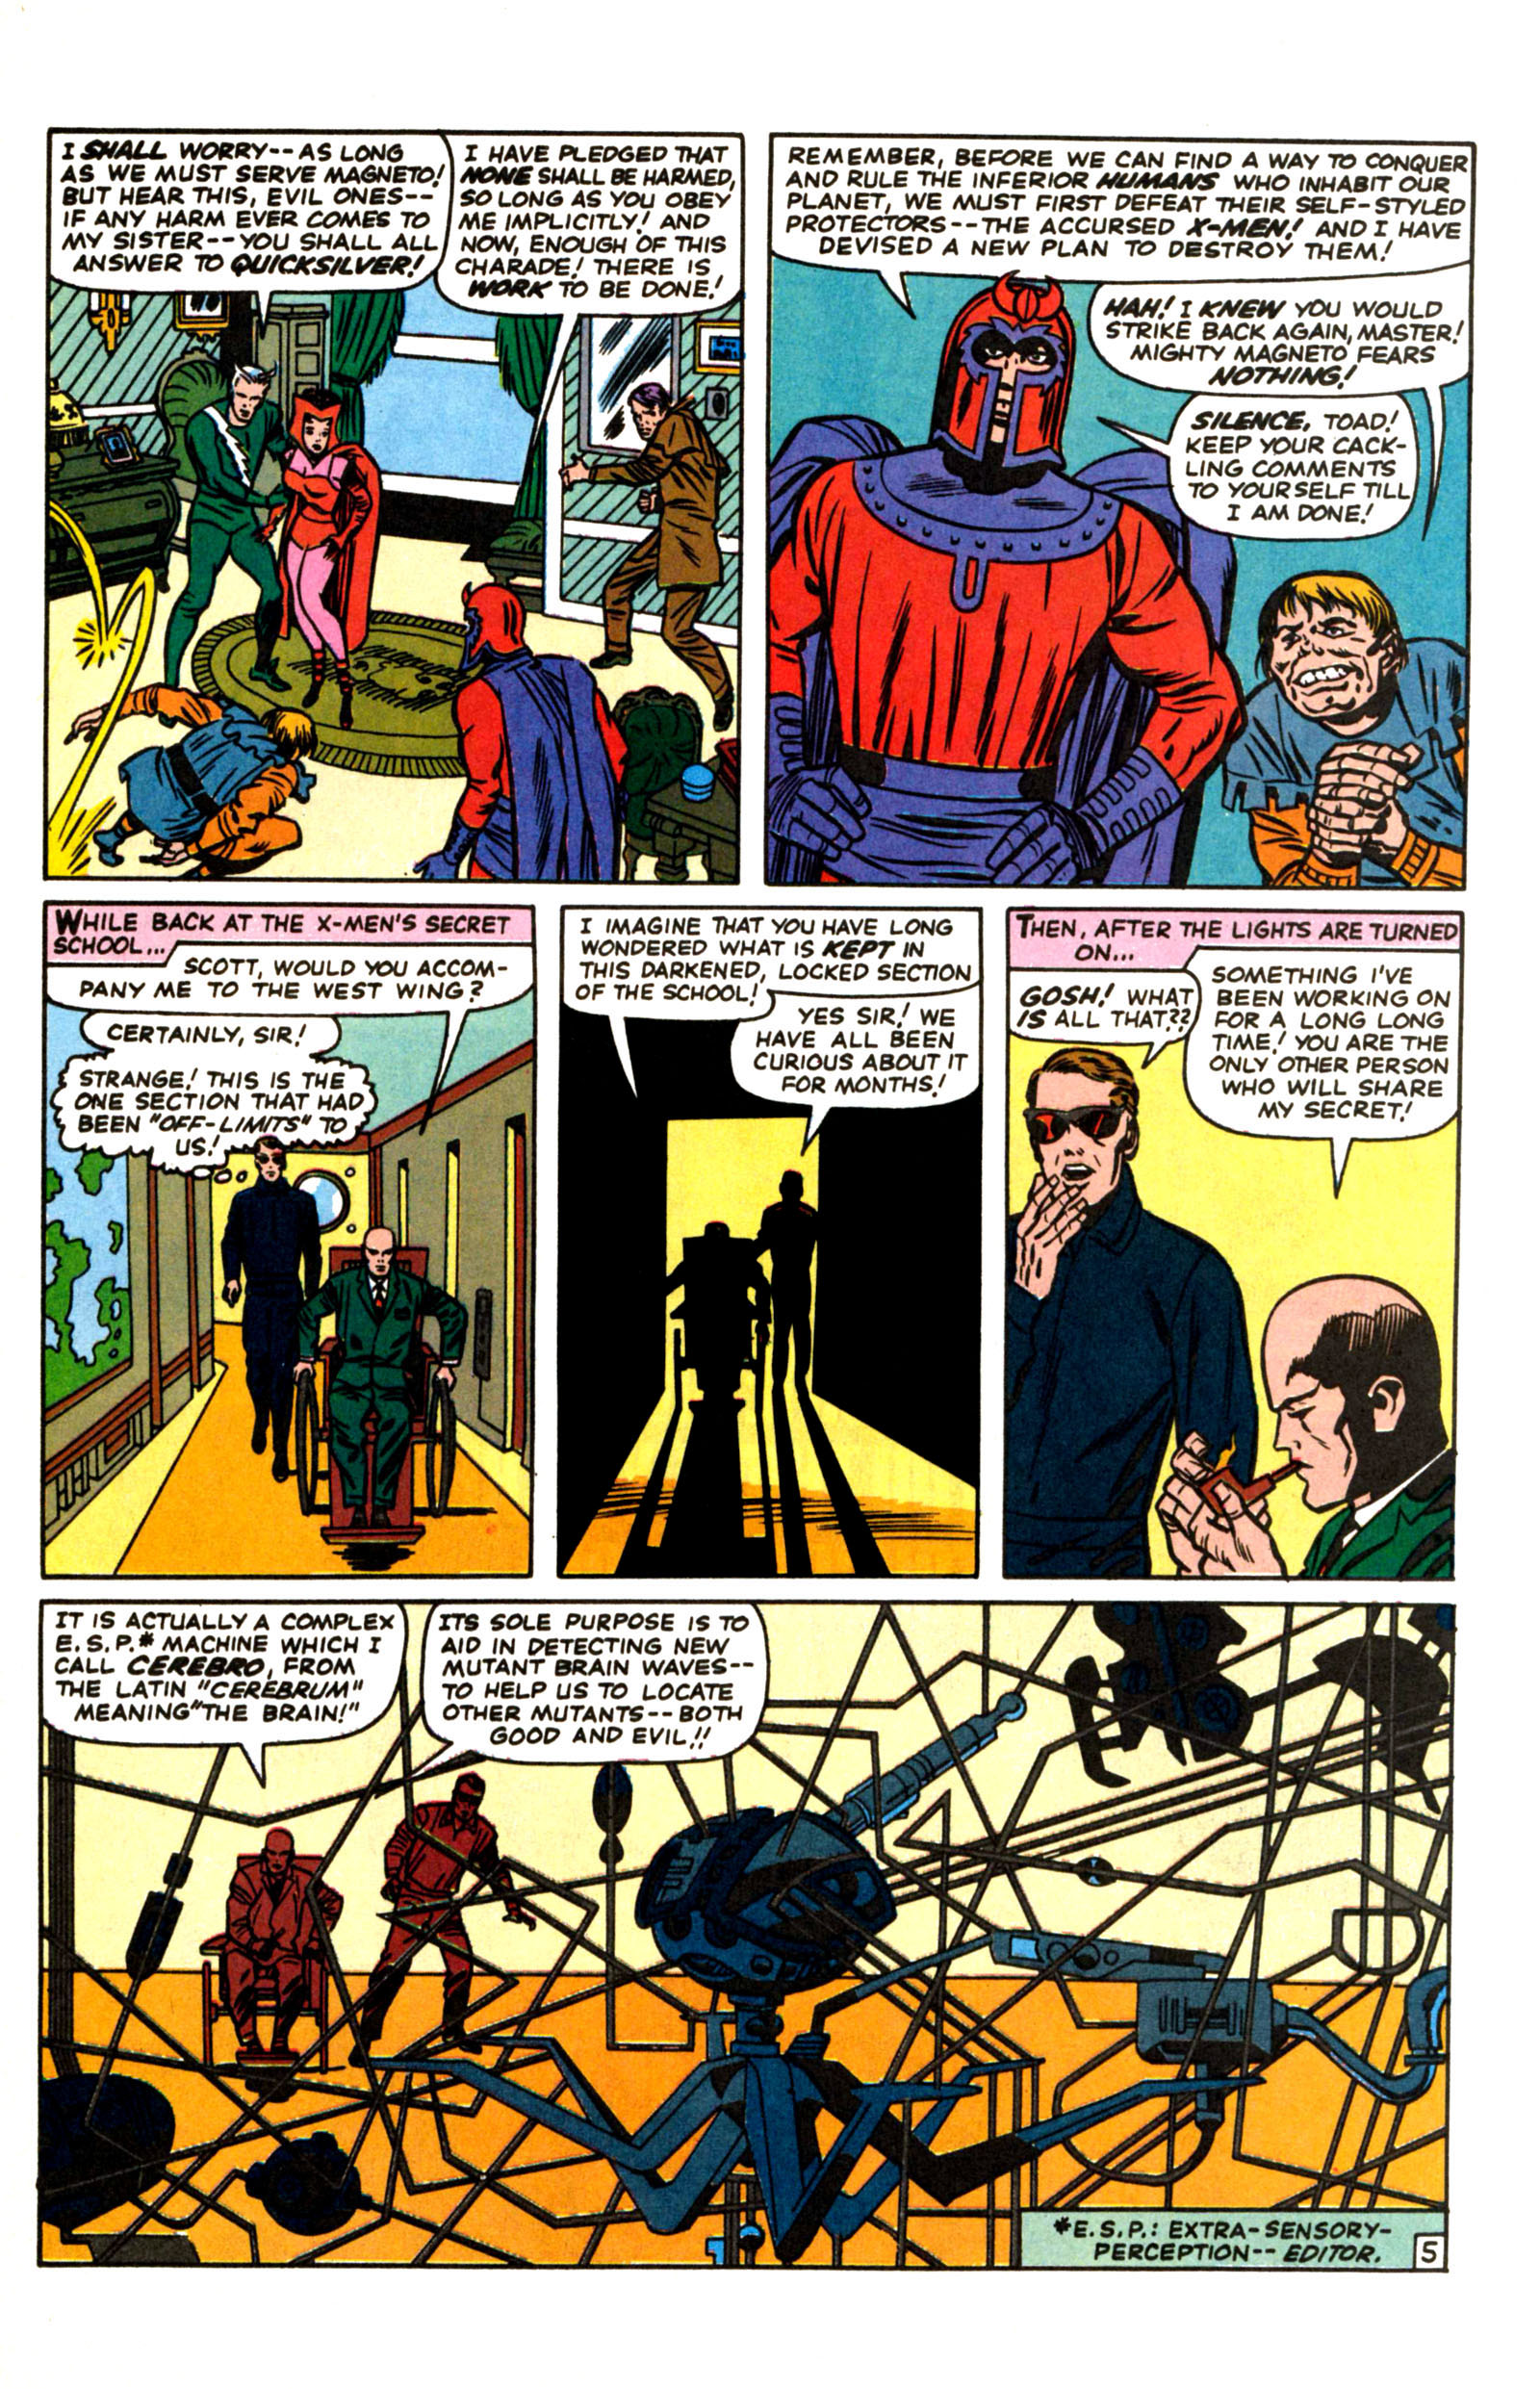 I SHALL WORRY--AS LONG
AS WE MUST SERVE MAGNETO!
BUT HEAR THIS, EVIL ONES--
IF ANY HARM EVER COMES TO
MY SISTER--YOU SHALL ALL
ANSWER TO QUICKSILVER!
I HAVE PLEDGED THAT
NONE SHALL BE HARMED,
SO LONG AS YOU OBEY
ME IMPLICITLY! AND
NOW, ENOUGH OF THIS
CHARADE! THERE IS
WORK TO BE DONE!
REMEMBER, BEFORE WE CAN FIND A WAY TO CONQUER
AND RULE THE INFERIOR HUMANS WHO INHABIT OUR
PLANET, WE MUST FIRST DEFEAT THEIR SELF-STYLED
PROTECTORS--THE ACCURSED X-MEN! AND I HAVE
DEVISED A NEW PLAN TO DESTROY THEM!
HAH! I KNEW YOU WOULD
STRIKE BACK AGAIN, MASTER!
MIGHTY MAGNETO FEARS
NOTHING!
SILENCE, TOAD!
KEEP YOUR CACK-
LING COMMENTS
TO YOURSELF TILL
I AM DONE!
WHILE BACK AT THE X-MEN'S SECRET
SCHOOL...
SCOTT, WOULD YOU ACCOM-
PANY ME TO THE WEST WING?
CERTAINLY, SIR!
STRANGE! THIS IS THE
ONE SECTION THAT HAD
BEEN "OFF-LIMITS" TO
US!
I IMAGINE THAT YOU HAVE LONG
WONDERED WHAT IS KEPT IN
THIS DARKENED, LOCKED SECTION
OF THE SCHOOL!
YES SIR! WE
HAVE ALL BEEN
CURIOUS ABOUT IT
FOR MONTHS!
THEN, AFTER THE LIGHTS ARE TURNED
ON...
GOSH! WHAT
IS ALL THAT??
SOMETHING I'VE
BEEN WORKING ON
FOR A LONG LONG
TIME! YOU ARE THE
ONLY OTHER PERSON
WHO WILL SHARE
MY SECRET!
IT IS ACTUALLY A COMPLEX
E.S.P.* MACHINE WHICH I
CALL CEREBRO, FROM
THE LATIN "CEREBRUM"
MEANING "THE BRAIN!"
ITS SOLE PURPOSE IS TO
AID IN DETECTING NEW
MUTANT BRAIN WAVES--
TO HELP US TO LOCATE
OTHER MUTANTS--BOTH
GOOD AND EVIL!!
*E.S.P.: EXTRA-SENSORY-
PERCEPTION-- EDITOR.
5